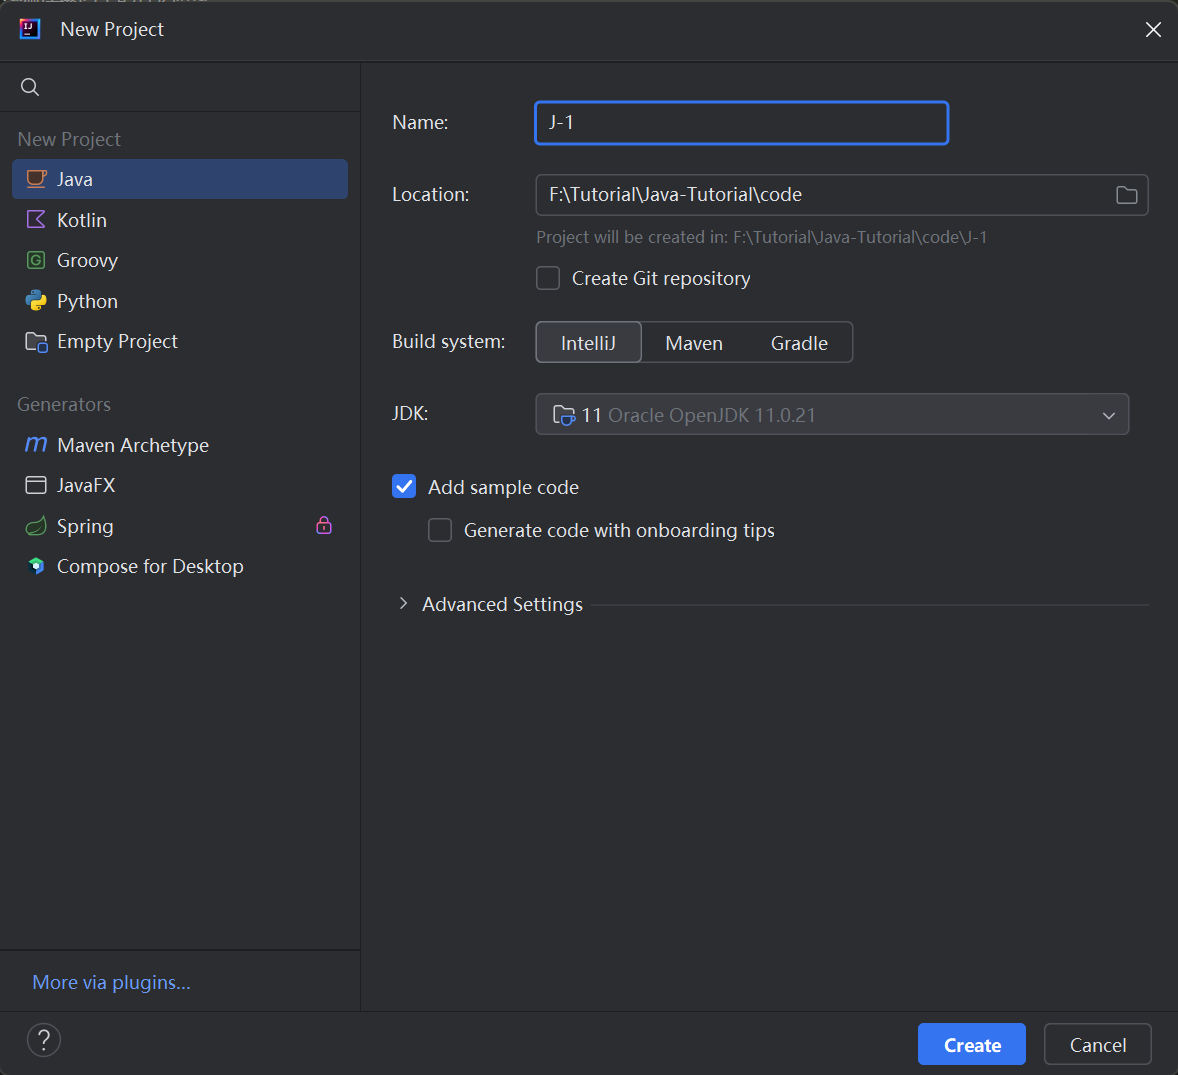 New Project
New Project
Java
Kotlin
Groovy
Python
Empty Project
Generators
Maven Archetype
JavaFX
Spring
Compose for Desktop
More via plugins...
Name:
J-1
Location:
F:\Tutorial\Java-Tutorial\code
Project will be created in: F:\Tutorial\Java-Tutorial\code\J-1
Create Git repository
Build system:
IntelliJ Maven Gradle
JDK:
11 Oracle OpenJDK 11.0.21
Add sample code
Generate code with onboarding tips
Advanced Settings
?
Create
Cancel